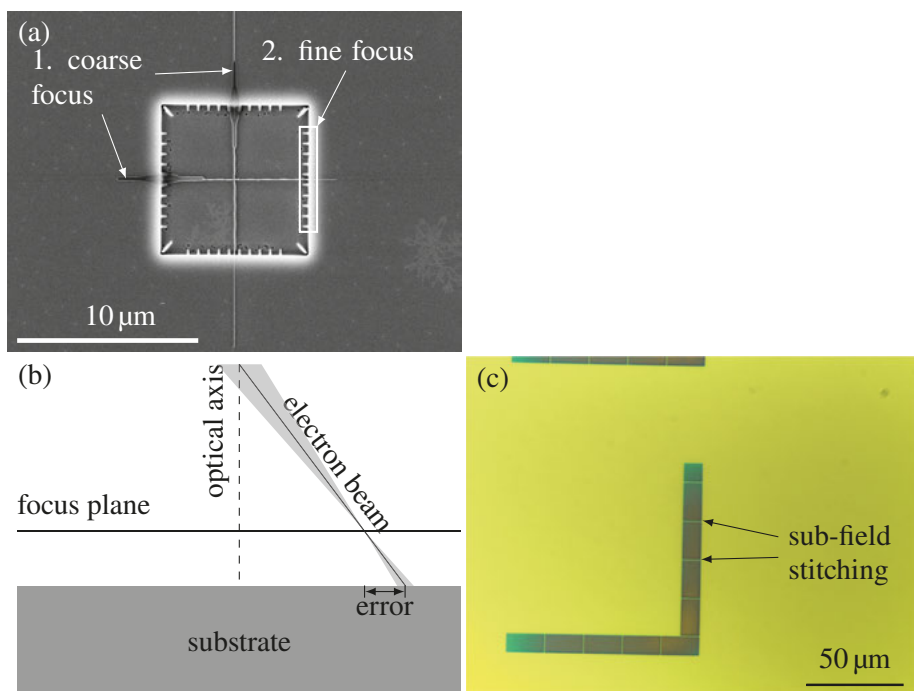 (a)
1. coarse
focus
2. fine focus
10 µm
(b)
optical axis
electron beam
focus plane
error
substrate
(c)
sub-field
stitching
50 µm